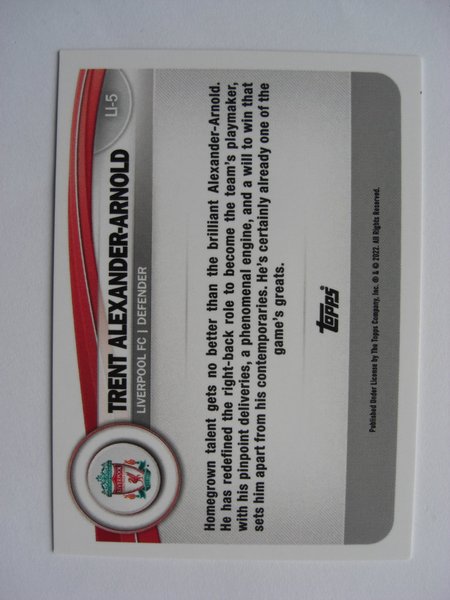 LI-5
TRENT ALEXANDER-ARNOLD
LIVERPOOL FC | DEFENDER
Homegrown talent gets no better than the brilliant Alexander-Arnold.
He has redefined the right-back role to become the team's playmaker,
with his pinpoint deliveries, a phenomenal engine, and a will to win that
sets him apart from his contemporaries. He's certainly already one of the
game's greats.
Topps
Published Under License by The Topps Company, Inc. ® & © 2022. All Rights Reserved.